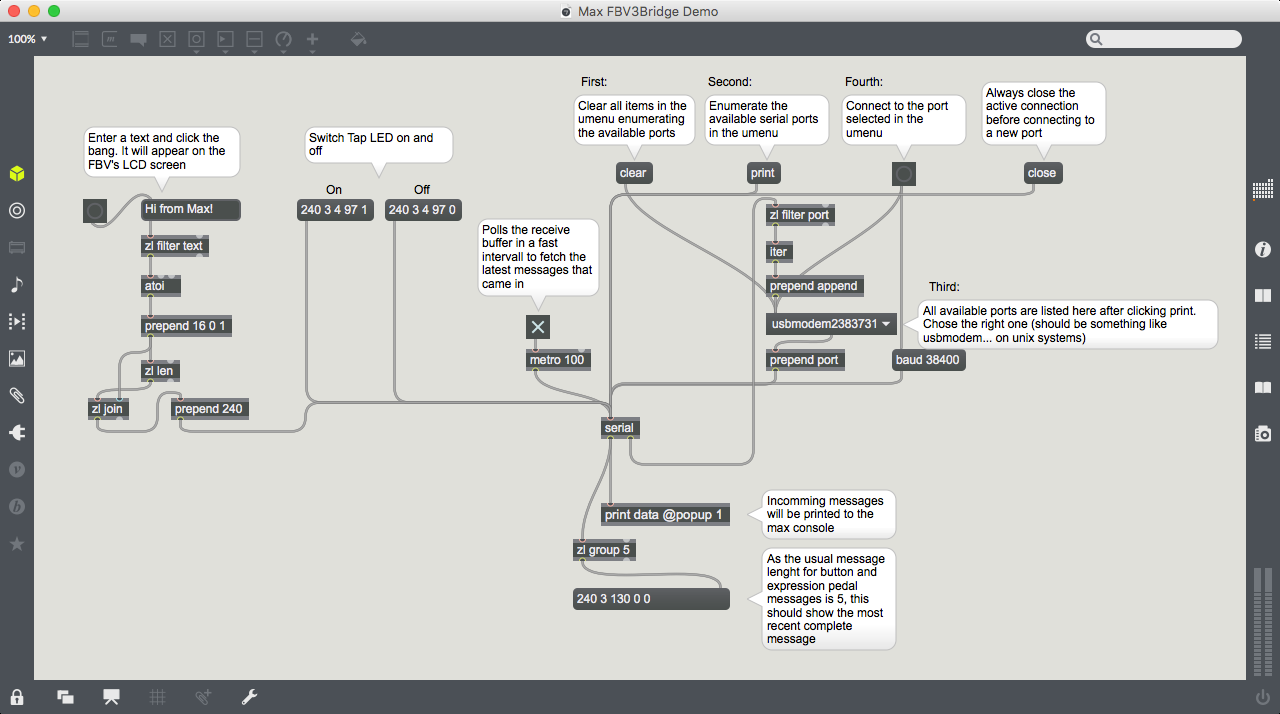 Max FBV3Bridge Demo
100%
First:
Second:
Fourth:
Clear all items in the
umenu enumerating
the available ports
Enumerate the
available serial ports
in the umenu
Connect to the port
selected in the
umenu
Always close the
active connection
before connecting to
a new port
Enter a text and click the
bang. It will appear on the
FBV's LCD screen
Switch Tap LED on and
off
clear
print
close
On
Off
Hi from Max!
240 3 4 97 1
240 3 4 97 0
zl filter port
zl filter text
Polls the receive
buffer in a fast
intervall to fetch the
latest messages that
came in
iter
atoi
prepend append
Third:
All available ports are listed here after clicking print.
Chose the right one (should be something like
usbmodem... on unix systems)
prepend 16 0 1
usbmodem2383731
metro 100
prepend port
baud 38400
zl len
zl join
prepend 240
serial
print data @popup 1
Incomming messages
will be printed to the
max console
zl group 5
As the usual message
lenght for button and
expression pedal
messages is 5, this
should show the most
recent complete
message
240 3 130 0 0